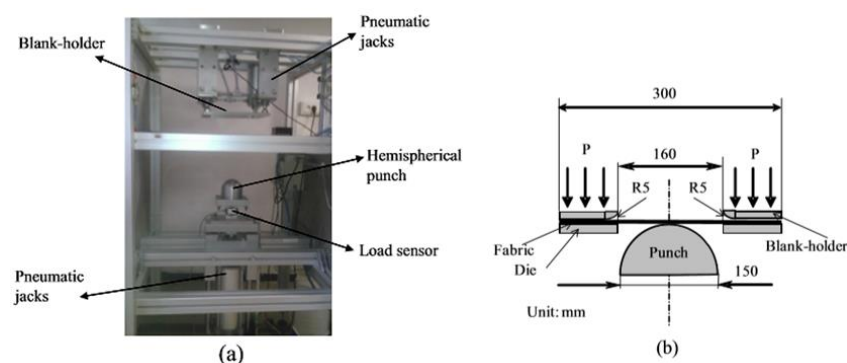 Pneumatic
jacks
Blank-holder
Hemispherical
punch
Load sensor
Pneumatic
jacks
(a)
300
P
160
P
R5
R5
Fabric
Die
Punch
Blank-holder
150
Unit: mm
(b)